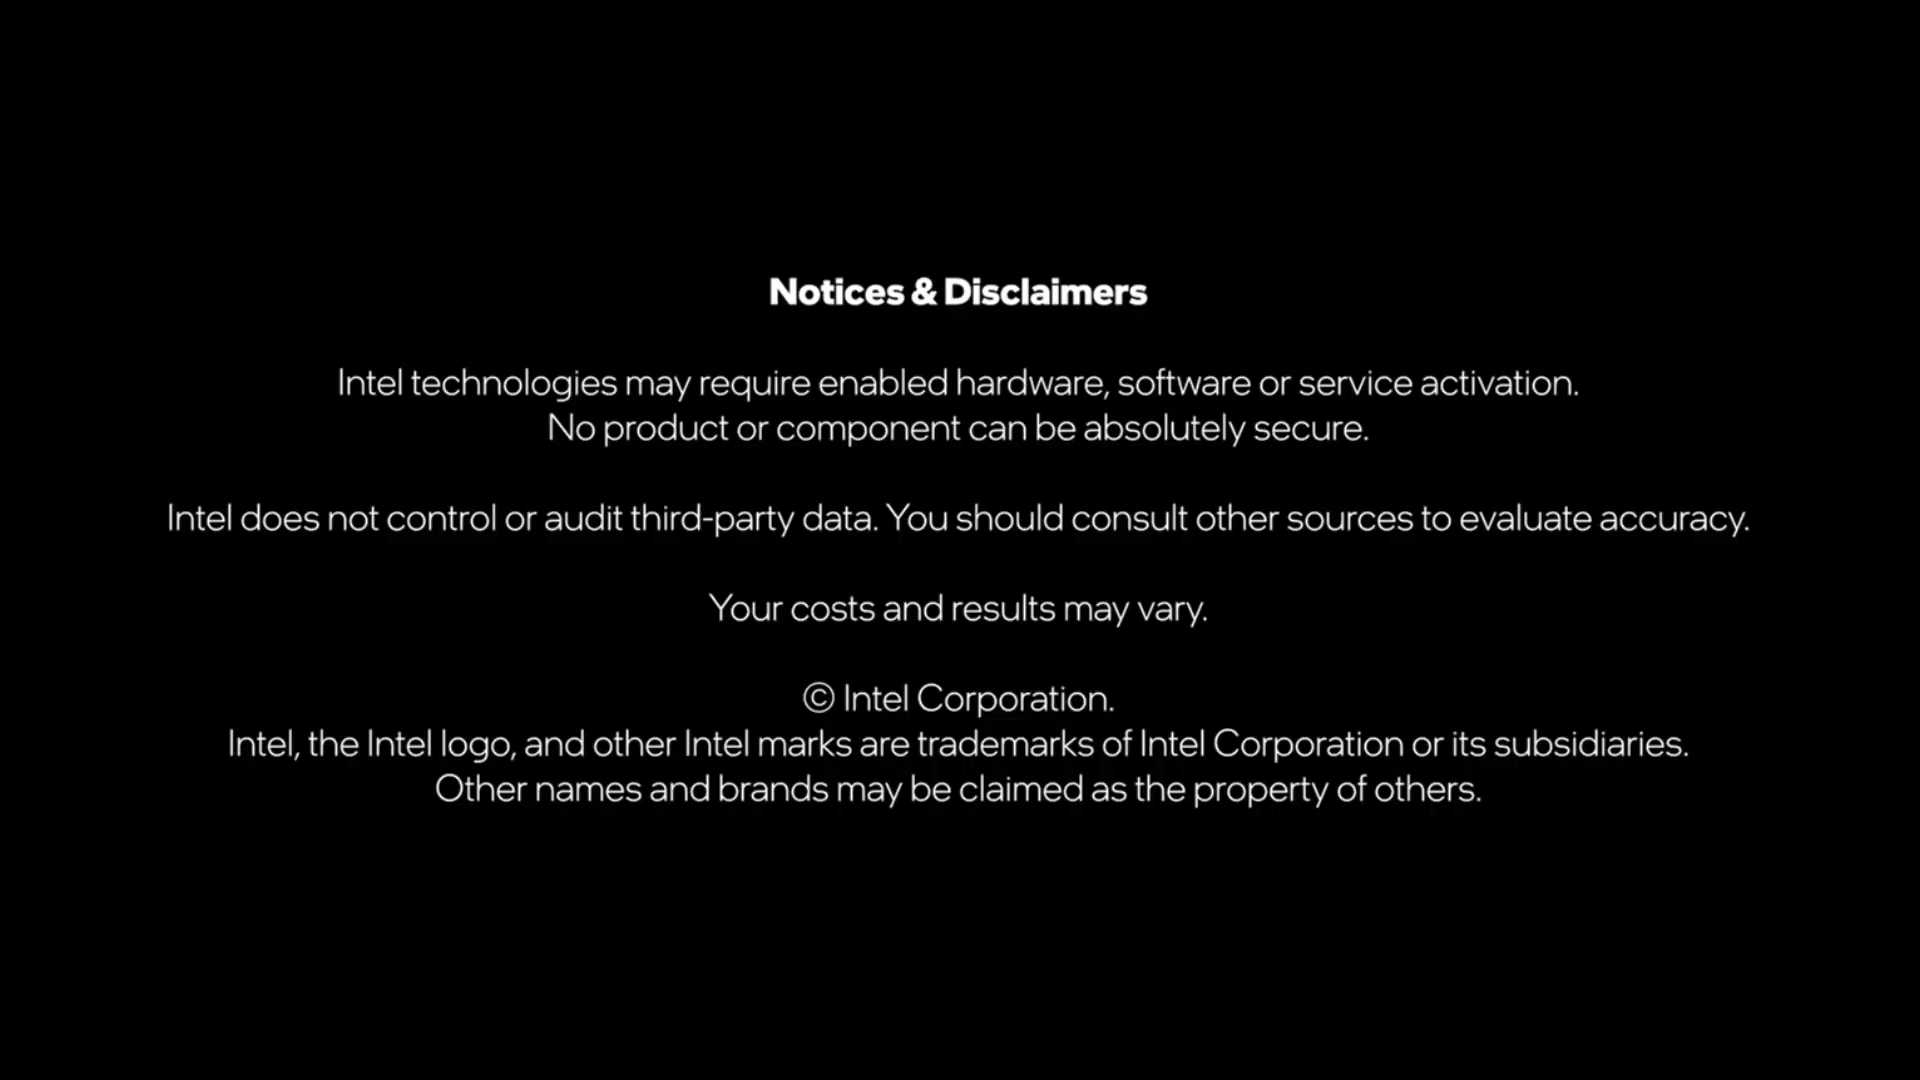 Notices & Disclaimers
Intel technologies may require enabled hardware, software or service activation.
No product or component can be absolutely secure.
Intel does not control or audit third-party data. You should consult other sources to evaluate accuracy.
Your costs and results may vary.
© Intel Corporation.
Intel, the Intel logo, and other Intel marks are trademarks of Intel Corporation or its subsidiaries.
Other names and brands may be claimed as the property of others.